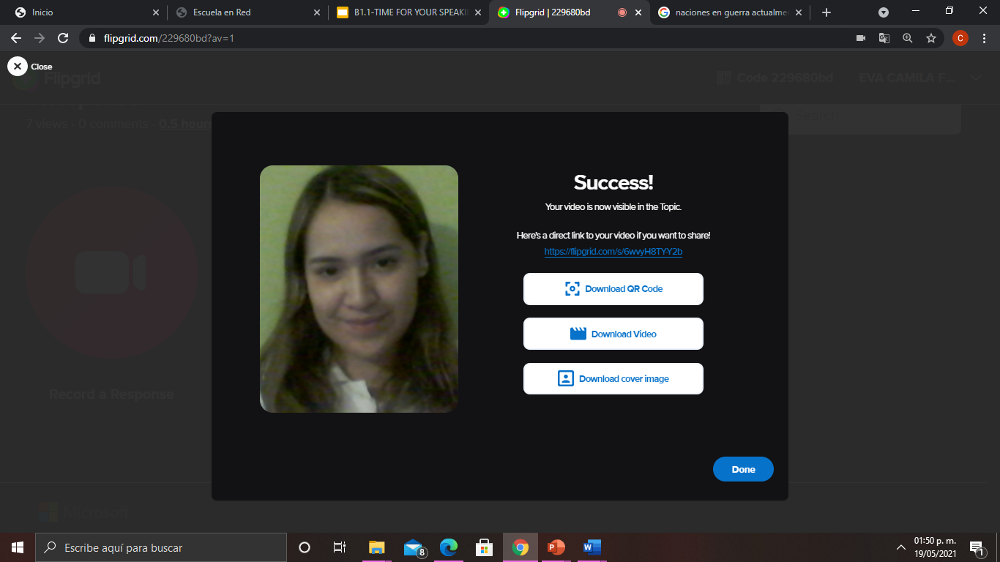 Inicio
Escuela en Red
B1.1-TIME FOR YOUR SPEAKI
Flipgrid | 229680bd
naciones en guerra actualme
flipgrid.com/229680bd?av=1
C
Close
Flipgrid
Code 229680bd
EVA CAMILA F...
7 views - 0 comments - 0.5 hours
Search
Success!
Your video is now visible in the Topic.
Here's a direct link to your video if you want to share!
https://flipgrid.com/s/6wvyH8TY-Y2b
Download QR Code
Download Video
Download cover image
Record a Response
Done
Microsoft
Escribe aquí para buscar
8
01:50 p. m.
19/05/2021
1